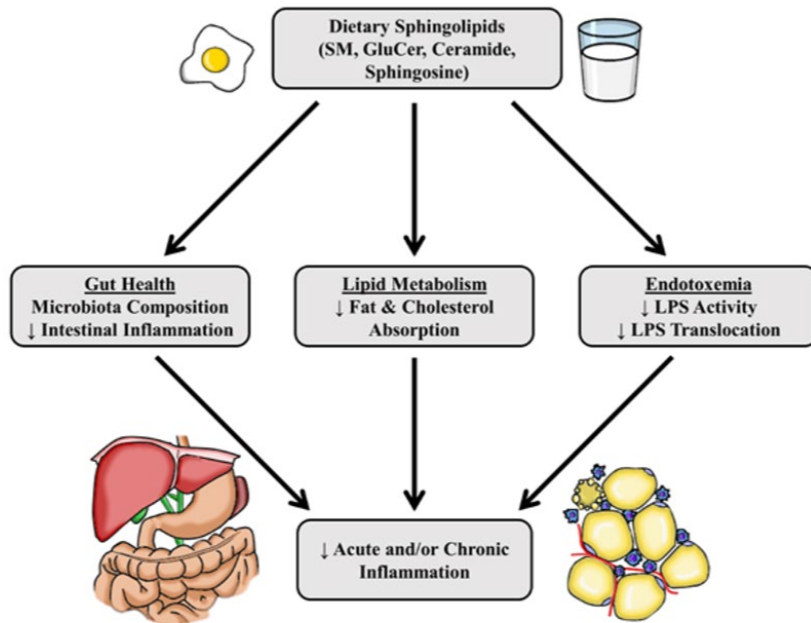 Dietary Sphingolipids
(SM, GluCer, Ceramide,
Sphingosine)
Gut Health
Microbiota Composition
↓ Intestinal Inflammation
Lipid Metabolism
↓ Fat & Cholesterol
Absorption
Endotoxemia
↓ LPS Activity
↓ LPS Translocation
↓ Acute and/or Chronic
Inflammation